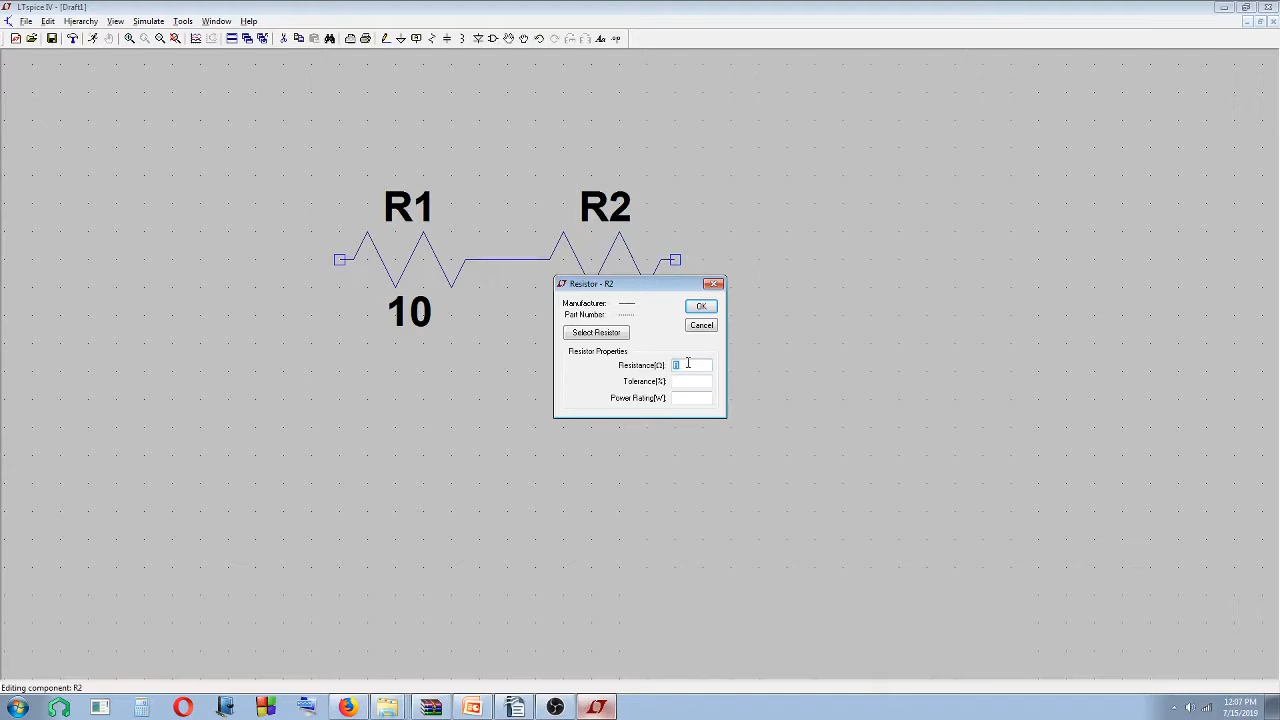 LTspice IV - [Draft1]
File Edit Hierarchy View Simulate Tools Window Help
R1
R2
10
Resistor - R2
Manufacturer:
OK
Part Number:
Cancel
Select Resistor
Resistor Properties
Resistance[Ω]:
Tolerance[%]:
Power Rating[W]:
Editing component: R2
12:07 PM
7/15/2019